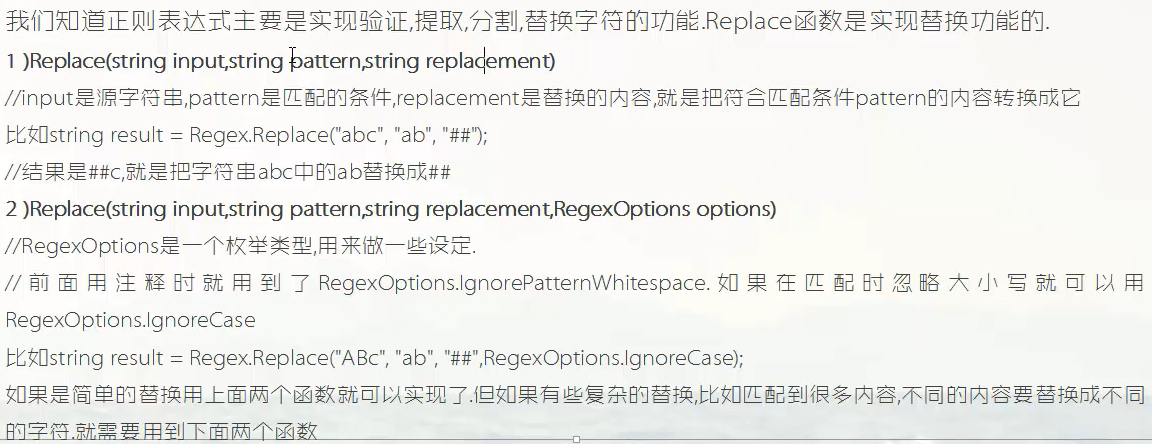 我们知道正则表达式主要是实现验证,提取,分割,替换字符的功能.Replace函数是实现替换功能的.
1 )Replace(string input,string pattern,string replacement)
//input是源字符串,pattern是匹配的条件,replacement是替换的内容,就是把符合匹配条件pattern的内容转换成它
比如string result = Regex.Replace("abc", "ab", "##");
//结果是##c,就是把字符串abc中的ab替换成##
2 )Replace(string input,string pattern,string replacement,RegexOptions options)
//RegexOptions是一个枚举类型,用来做一些设定.
//前面用注释时就用到了RegexOptions.IgnorePatternWhitespace.如果在匹配时忽略大小写就可以用
RegexOptions.IgnoreCase
比如string result = Regex.Replace("ABc", "ab", "##",RegexOptions.IgnoreCase);
如果是简单的替换用上面两个函数就可以实现了.但如果有些复杂的替换,比如匹配到很多内容,不同的内容要替换成不同
的字符.就需要用到下面两个函数